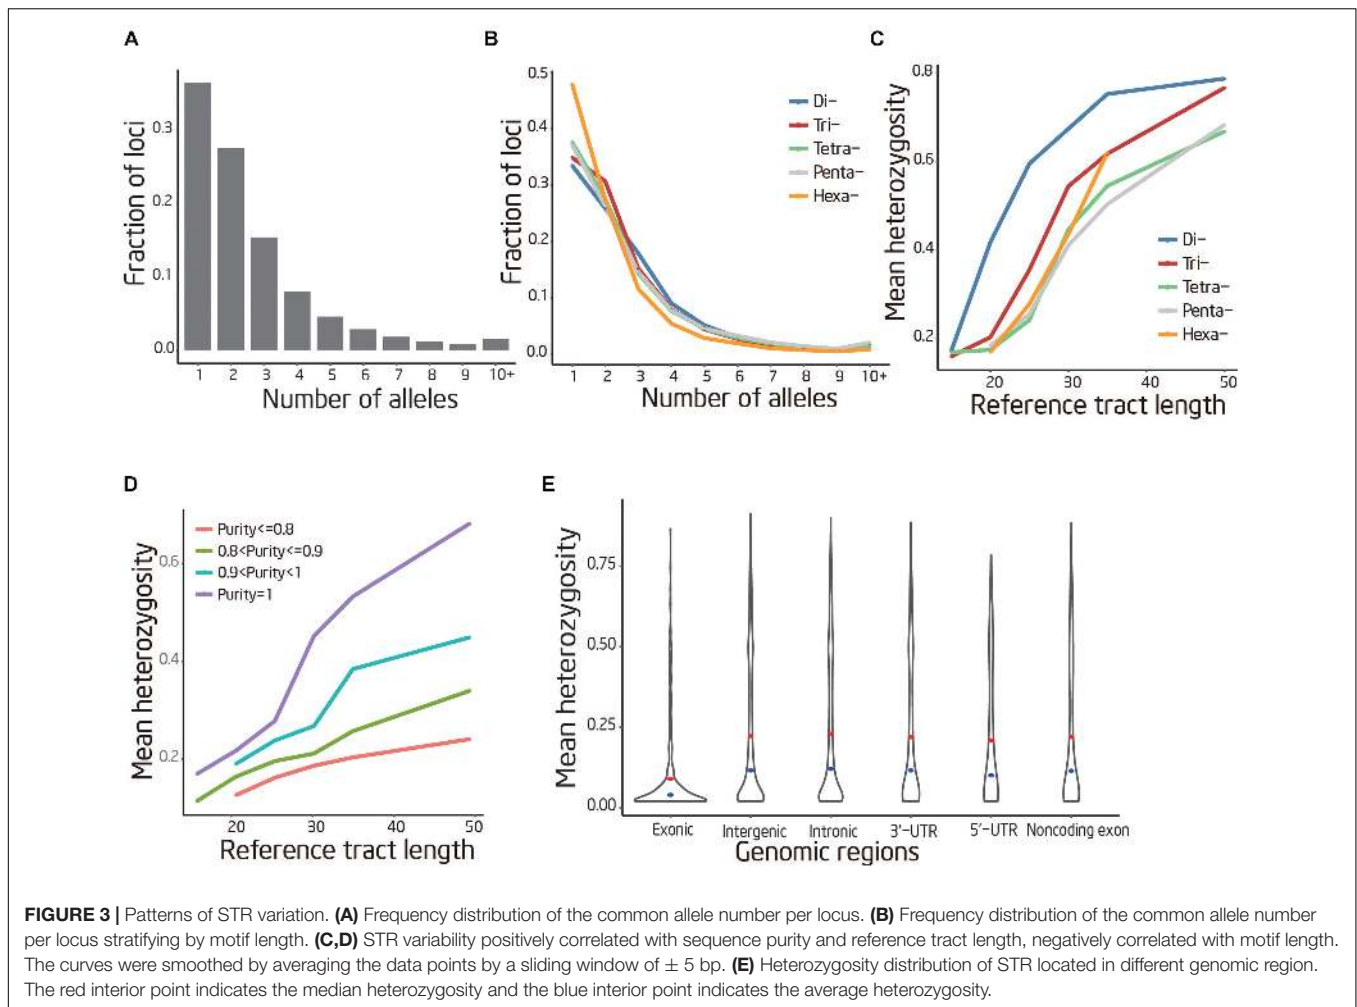 A
Fraction of loci
0.3
0.2
0.1
0.0
1 2 3 4 5 6 7 8 9 10+
Number of alleles
B
Fraction of loci
0.5
0.4
0.3
0.2
0.1
0.0
Di–
Tri–
Tetra–
Penta–
Hexa–
1 2 3 4 5 6 7 8 9 10+
Number of alleles
C
Mean heterozygosity
0.8
0.6
0.4
0.2
Di–
Tri–
Tetra–
Penta–
Hexa–
20 30 40 50
Reference tract length
D
Mean heterozygosity
0.6
0.4
0.2
Purity<=0.8
0.8<Purity<=0.9
0.9<Purity<1
Purity=1
20 30 40 50
Reference tract length
E
Mean heterozygosity
0.75
0.50
0.25
0.00
Exonic Intergenic Intronic 3'–UTR 5'–UTR Noncoding exon
Genomic regions
FIGURE 3 | Patterns of STR variation. (A) Frequency distribution of the common allele number per locus. (B) Frequency distribution of the common allele number
per locus stratifying by motif length. (C,D) STR variability positively correlated with sequence purity and reference tract length, negatively correlated with motif length.
The curves were smoothed by averaging the data points by a sliding window of ± 5 bp. (E) Heterozygosity distribution of STR located in different genomic region.
The red interior point indicates the median heterozygosity and the blue interior point indicates the average heterozygosity.